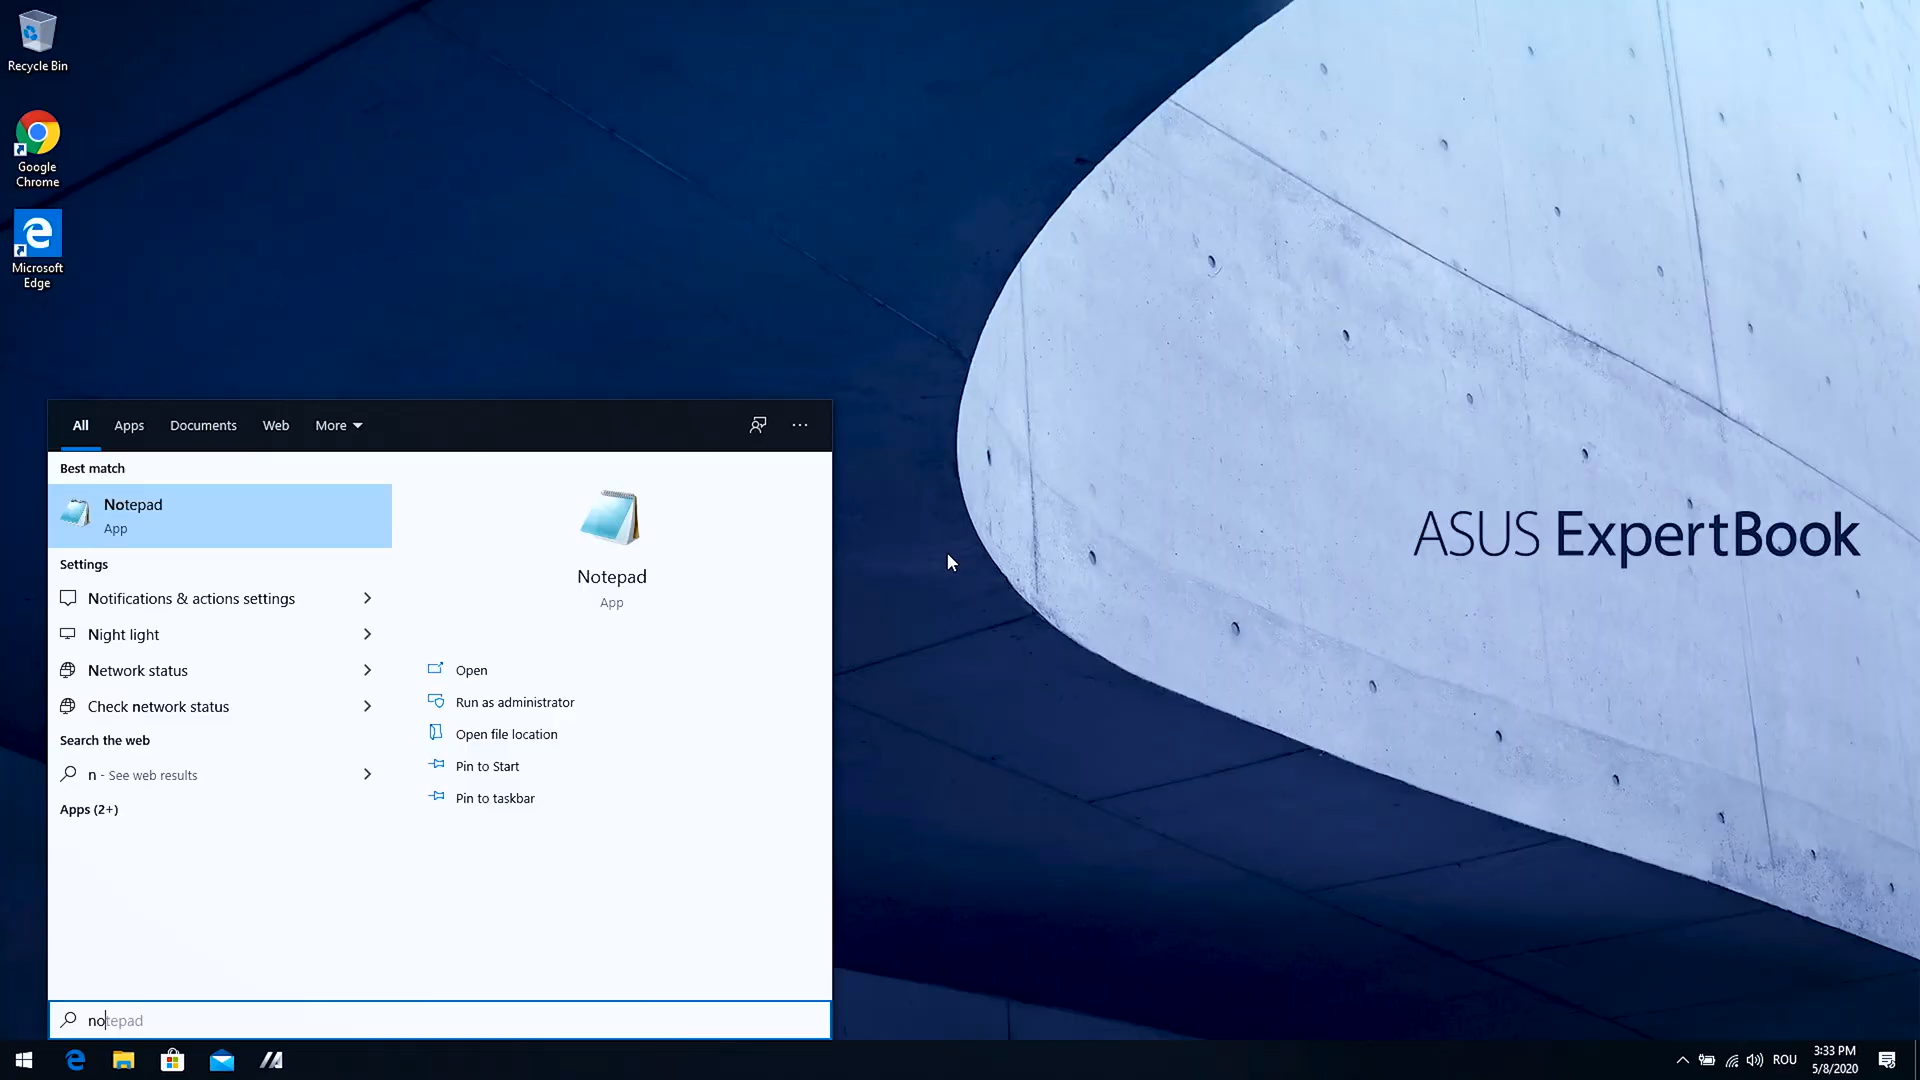 Recycle Bin
Google
Chrome
Microsoft
Edge
ASUS ExpertBook
All
Apps
Documents
Web
More
Best match
Notepad
App
Settings
Notifications & actions settings
Night light
Network status
Check network status
Search the web
n - See web results
Apps (2+)
Notepad
App
Open
Run as administrator
Open file location
Pin to Start
Pin to taskbar
notepad
ROU
3:33 PM
5/8/2020